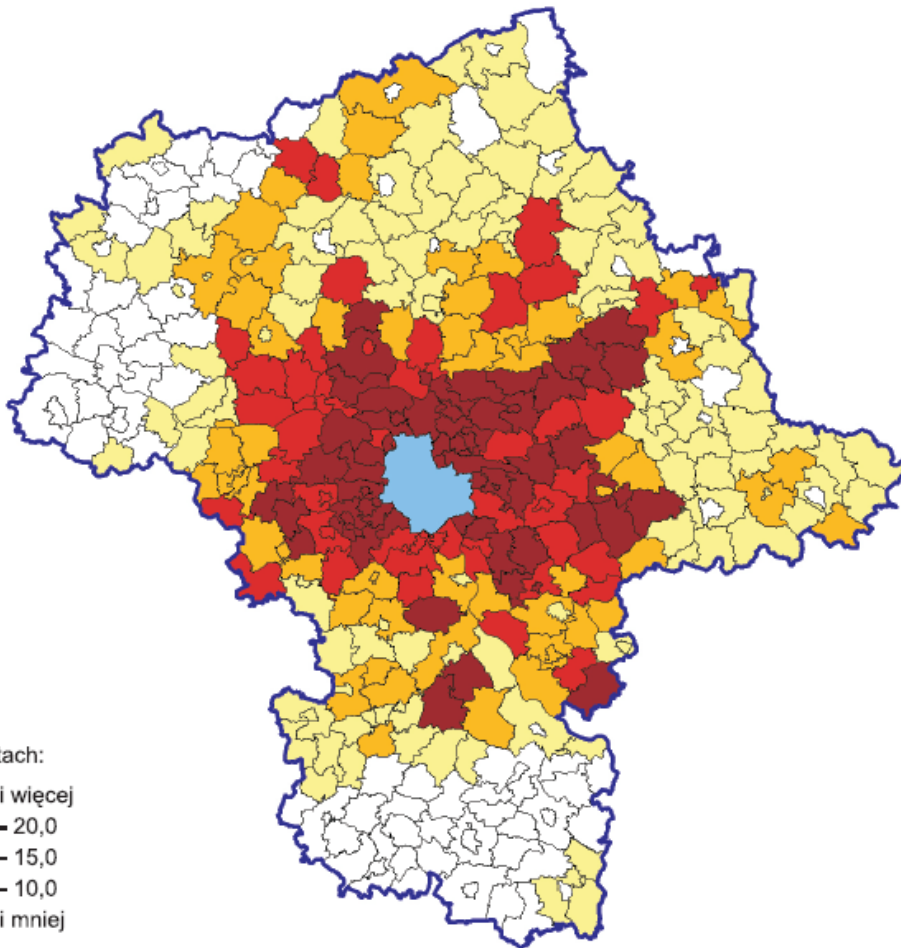 tach:
i więcej
– 20,0
– 15,0
– 10,0
i mniej